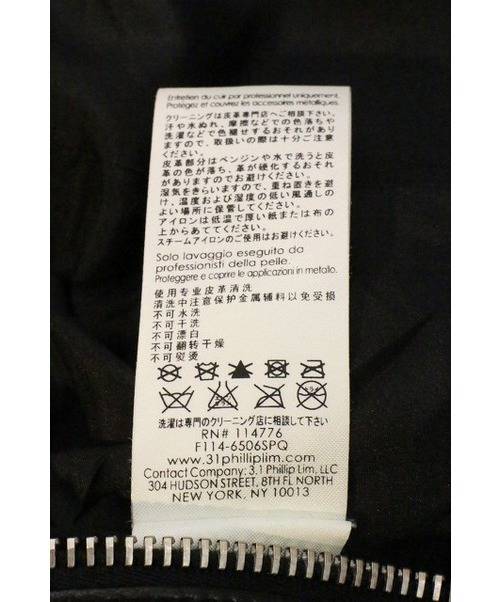 Entretien du cuir par professionnel uniquement.
Protégez et couvrez les accessoires métalliques.
クリーニングは皮革専門店へご相談下さい。
汗や水ぬれ、摩擦などでの色落ちや
洗濯などで色褪せするおそれがあり
ますので、取扱いの際は十分ご注意
ください。
皮革部分はベンジンや水で洗うと皮
革の色が落ち、革が硬化するおそれ
がありますのでお避けください。
湿気をきらいますので、重ね置きを避
け、温度および湿度の低い風通しの
よい場所に保管してください。
アイロンは低温で厚い紙または布の
上からあててください。
スチームアイロンのご使用はお避けください。
Solo lavaggio eseguito da
professionisti della pelle.
Proteggere e coprire le applicazioni in metallo.
使用专业皮革清洗
清洗中注意保护金属辅料以免受损
不可水洗
不可干洗
不可漂白
不可翻转干燥
不可熨烫
洗濯は専門のクリーニング店に相談して下さい
RN# 114776
F114-6506SPQ
www.31philliplim.com
Contact Company: 3.1 Phillip Lim, LLC
304 HUDSON STREET, 8TH FL NORTH
NEW YORK, NY 10013